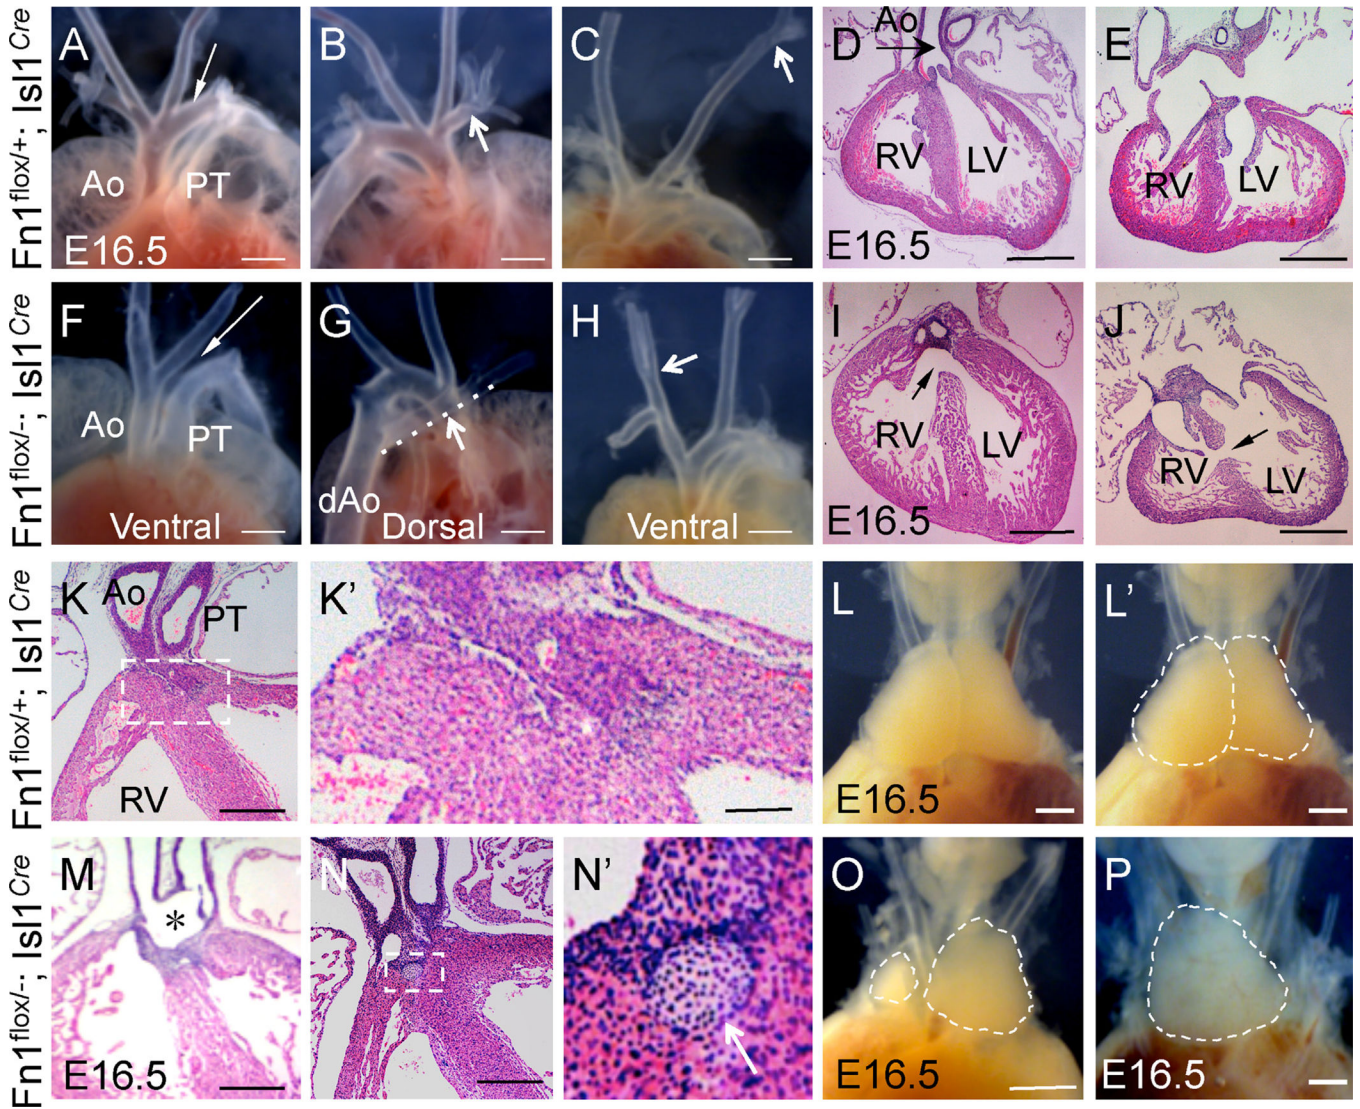 Fn1flox/+; Isl1Cre
A
Ao
PT
E16.5
B
C
D
Ao
RV
LV
E16.5
E
RV
LV
Fn1flox/-; Isl1Cre
F
Ao
PT
Ventral
G
dAo
Dorsal
H
Ventral
I
RV
LV
E16.5
J
RV
LV
Fn1flox/+; Isl1Cre
K
Ao
PT
RV
K'
L
E16.5
L'
Fn1flox/-; Isl1Cre
M
*
E16.5
N
N'
O
E16.5
P
E16.5